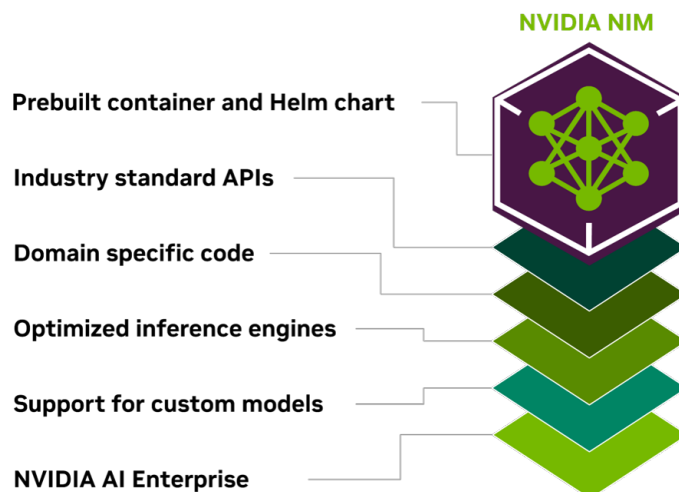 NVIDIA NIM
Prebuilt container and Helm chart
Industry standard APIs
Domain specific code
Optimized inference engines
Support for custom models
NVIDIA AI Enterprise